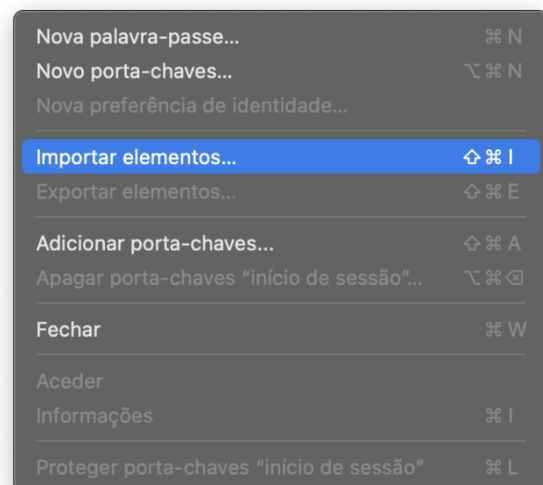 Nova palavra-passe... ⌘ N
Novo porta-chaves... ⌥ ⌘ N
Nova preferência de identidade...
Importar elementos... ⇧ ⌘ I
Exportar elementos... ⇧ ⌘ E
Adicionar porta-chaves... ⇧ ⌘ A
Apagar porta-chaves “início de sessão”... ⌥ ⌘ ⌫
Fechar ⌘ W
Aceder
Informações ⌘ I
Proteger porta-chaves “início de sessão” ⌘ L